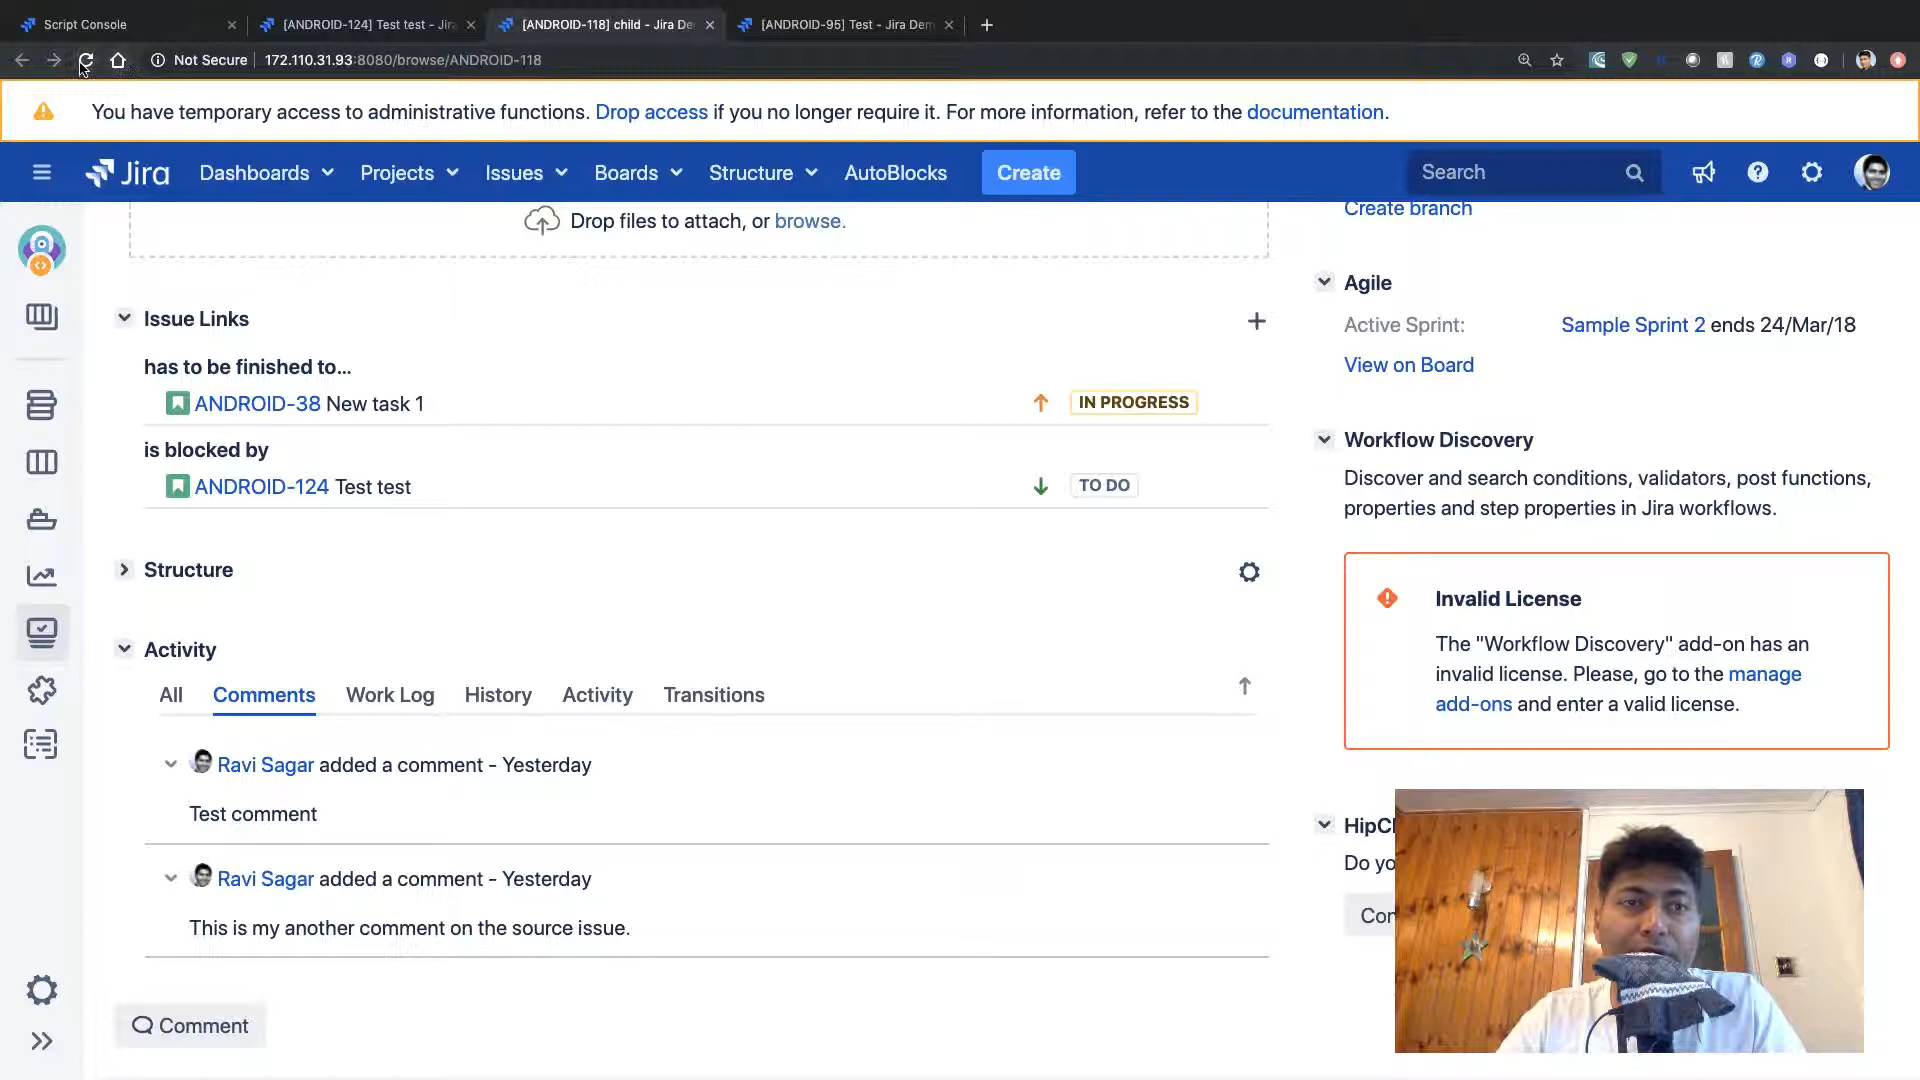 Script Console
[ANDROID-124] Test test - Jir
[ANDROID-118] child - Jira De
[ANDROID-95] Test - Jira Dem
Not Secure
172.110.31.93:8080/browse/ANDROID-118
You have temporary access to administrative functions. Drop access if you no longer require it. For more information, refer to the documentation.
Jira
Dashboards
Projects
Issues
Boards
Structure
AutoBlocks
Create
Search
Drop files to attach, or browse.
Issue Links
has to be finished to...
ANDROID-38 New task 1
IN PROGRESS
is blocked by
ANDROID-124 Test test
TO DO
Structure
Activity
All
Comments
Work Log
History
Activity
Transitions
Ravi Sagar added a comment - Yesterday
Test comment
Ravi Sagar added a comment - Yesterday
This is my another comment on the source issue.
Comment
Create branch
Agile
Active Sprint:
Sample Sprint 2 ends 24/Mar/18
View on Board
Workflow Discovery
Discover and search conditions, validators, post functions,
properties and step properties in Jira workflows.
Invalid License
The "Workflow Discovery" add-on has an
invalid license. Please, go to the manage
add-ons and enter a valid license.
HipCh
Do yo
Con